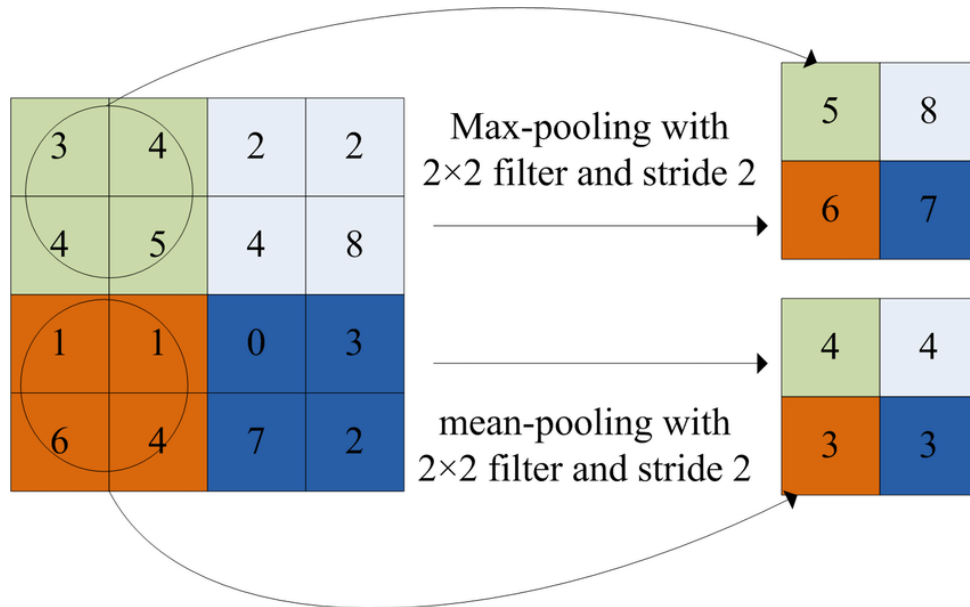 3 4 2 2
4 5 4 8
1 1 0 3
6 4 7 2
Max-pooling with
2×2 filter and stride 2
5 8
6 7
mean-pooling with
2×2 filter and stride 2
4 4
3 3